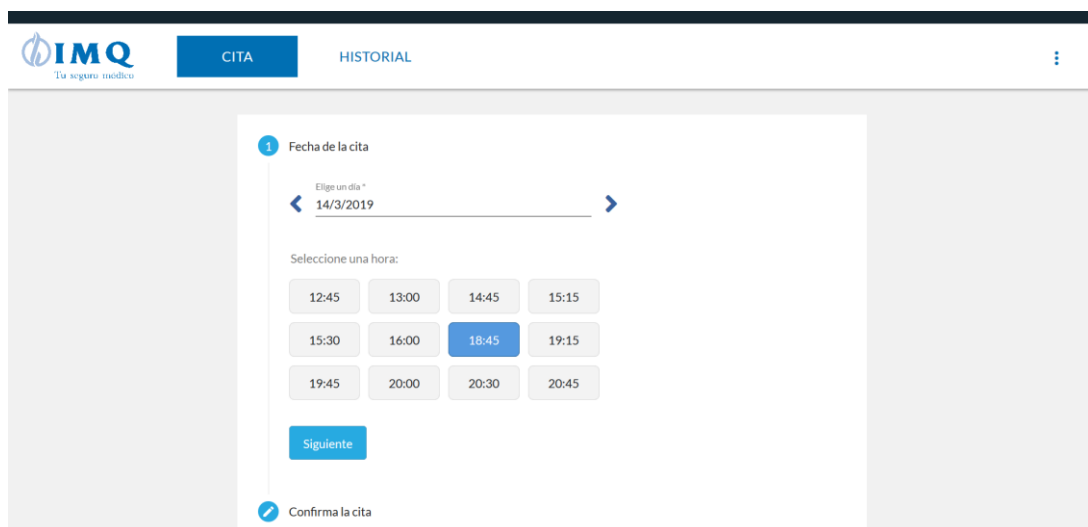 IMQ
Tu seguro médico
CITA
HISTORIAL
1 Fecha de la cita
Elige un día *
14/3/2019
Seleccione una hora:
12:45 13:00 14:45 15:15
15:30 16:00 18:45 19:15
19:45 20:00 20:30 20:45
Siguiente
Confirma la cita